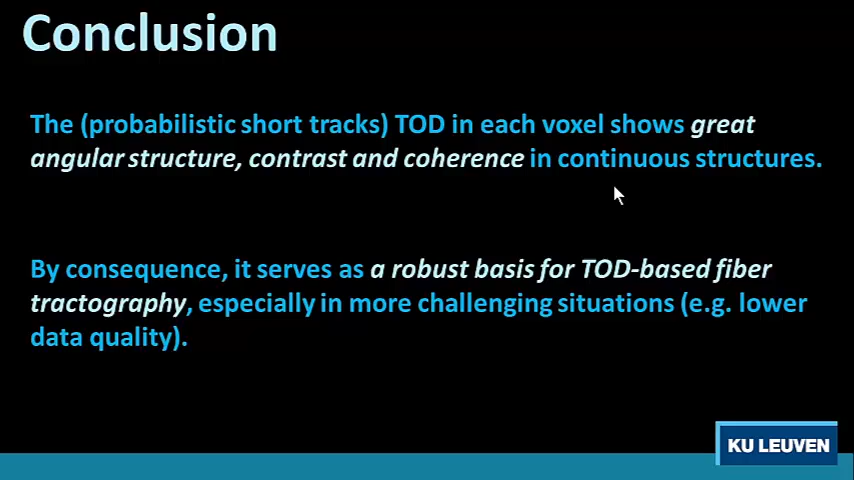 Conclusion
The (probabilistic short tracks) TOD in each voxel shows great
angular structure, contrast and coherence in continuous structures.
By consequence, it serves as a robust basis for TOD-based fiber
tractography, especially in more challenging situations (e.g. lower
data quality).
KU LEUVEN